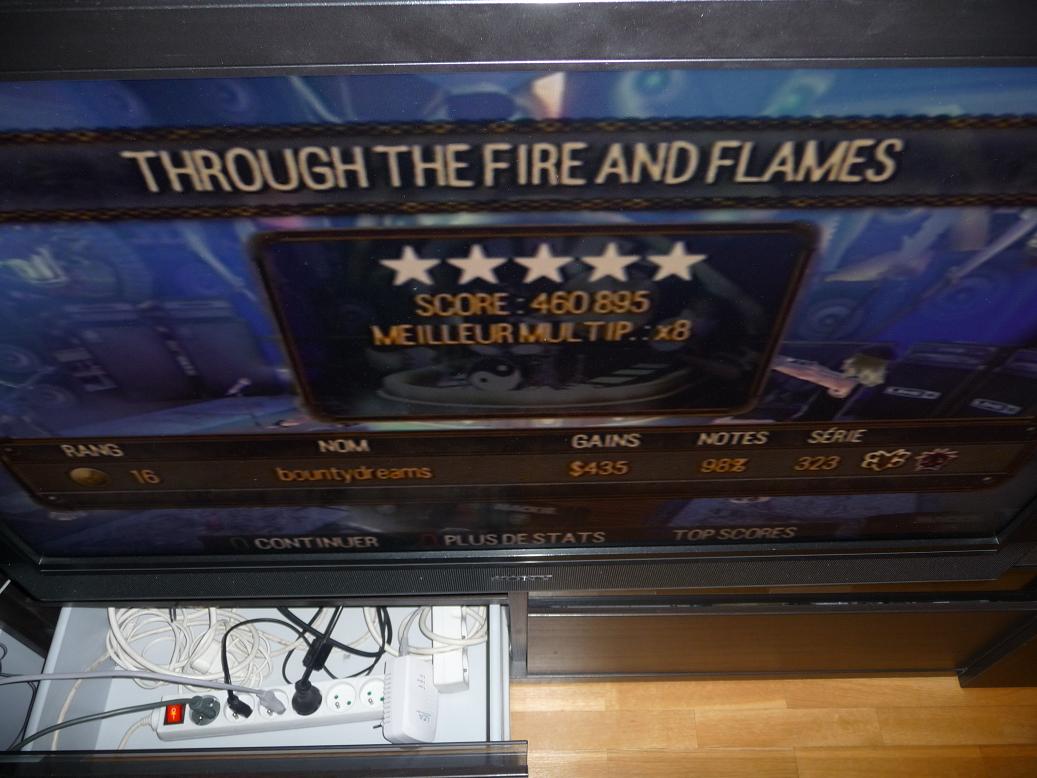 THROUGH THE FIRE AND FLAMES
SCORE : 460 895
MEILLEUR MULTIP. : x8
RANG NOM GAINS NOTES SÉRIE
16 bountydreams $435 98% 323
CONTINUER PLUS DE STATS TOP SCORES